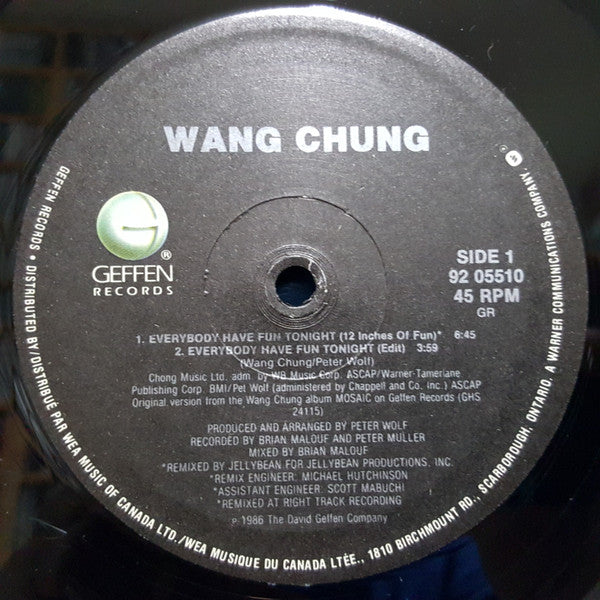 WANG CHUNG
GEFFEN
RECORDS
®
SIDE 1
92 05510
45 RPM
GR
1. EVERYBODY HAVE FUN TONIGHT (12 Inches Of Fun)* 6:45
2. EVERYBODY HAVE FUN TONIGHT (Edit) 3:59
(Wang Chung/Peter Wolf)
Chong Music Ltd. adm. by WB Music Corp. ASCAP/Warner-Tamerlane
Publishing Corp. BMI/Pet Wolf (administered by Chappell and Co. Inc.) ASCAP
Original version from the Wang Chung album MOSAIC on Geffen Records (GHS
24115)
PRODUCED AND ARRANGED BY PETER WOLF
RECORDED BY BRIAN MALOUF AND PETER MULLER
MIXED BY BRIAN MALOUF
*REMIXED BY JELLYBEAN FOR JELLYBEAN PRODUCTIONS, INC.
*REMIX ENGINEER: MICHAEL HUTCHINSON
*ASSISTANT ENGINEER: SCOTT MABUCHI
*REMIXED AT RIGHT TRACK RECORDING
℗ 1986 The David Geffen Company
GEFFEN RECORDS • DISTRIBUTED BY/DISTRIBUÉ PAR WEA MUSIC OF CANADA LTD./WEA MUSIQUE DU CANADA LTÉE., 1810 BIRCHMOUNT RD., SCARBOROUGH, ONTARIO. A WARNER COMMUNICATIONS COMPANY